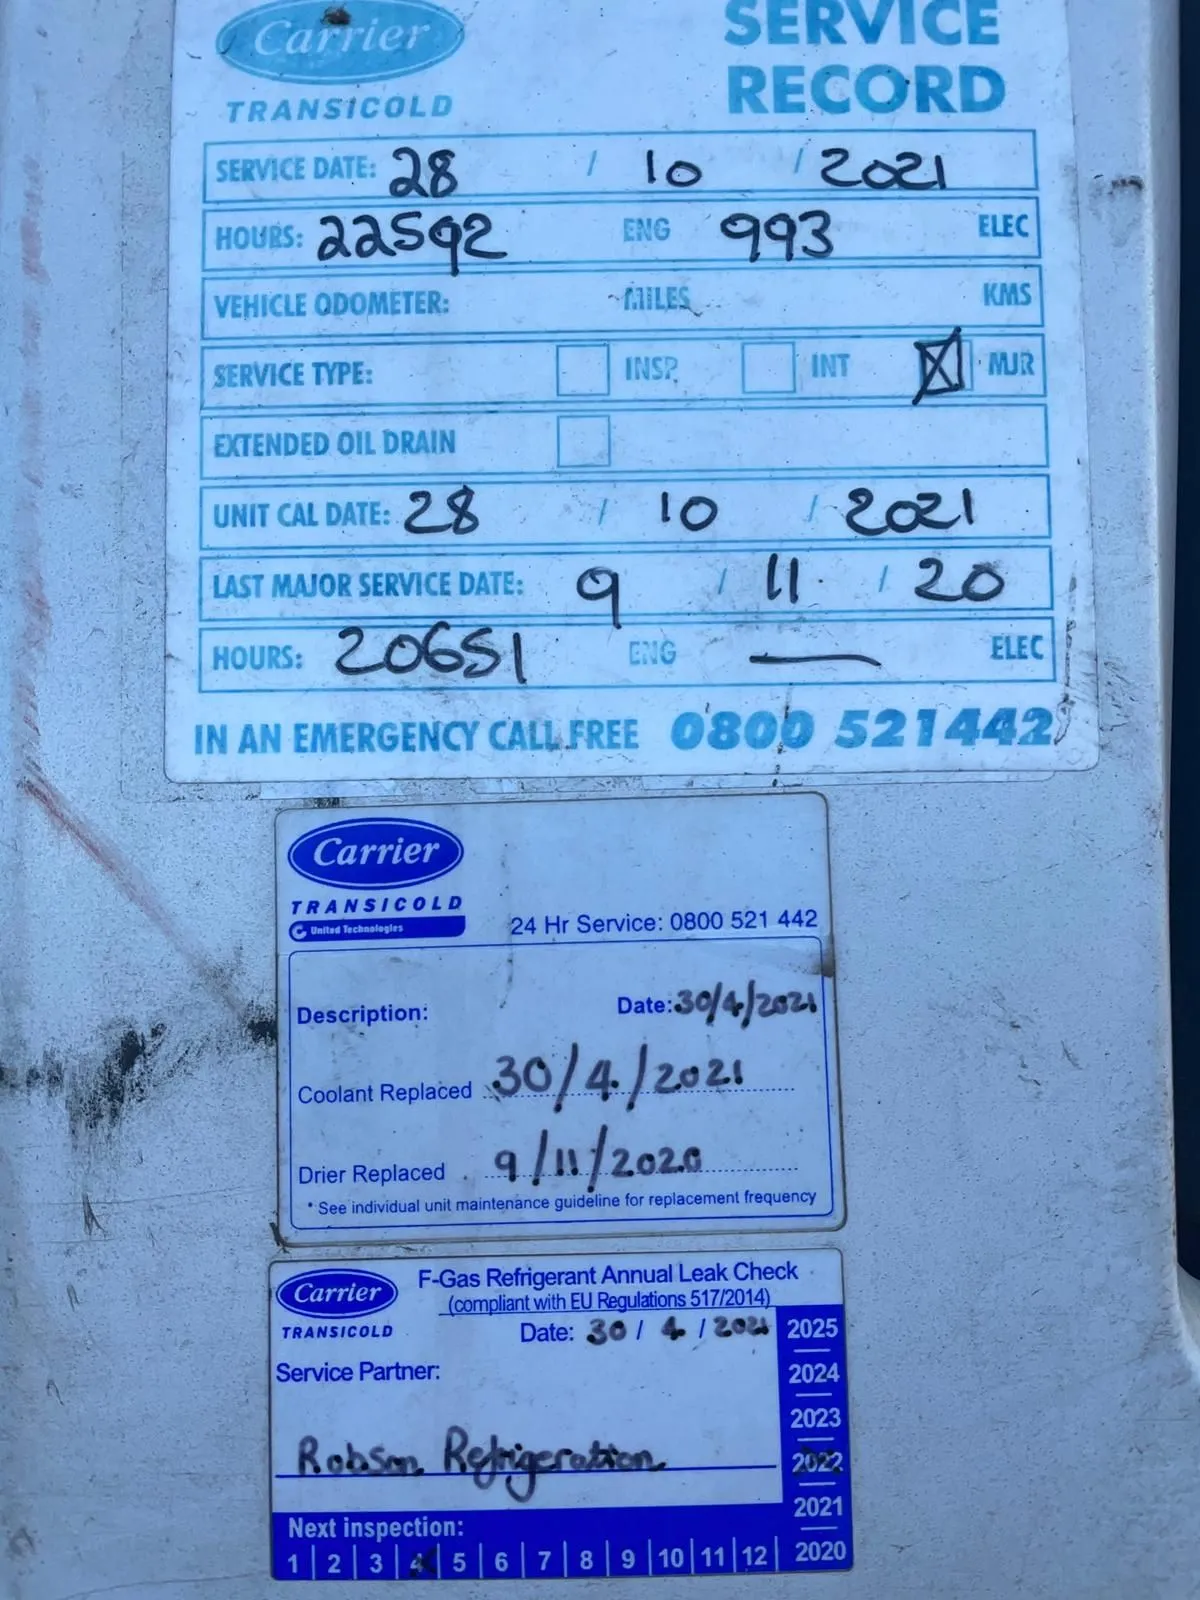 Carrier
TRANSICOLD
SERVICE
RECORD
SERVICE DATE: 28 / 10 / 2021
HOURS: 22592 ENG 993 ELEC
VEHICLE ODOMETER: MILES KMS
SERVICE TYPE: INSP. INT MJR
EXTENDED OIL DRAIN
UNIT CAL DATE: 28 / 10 / 2021
LAST MAJOR SERVICE DATE: 9 / 11 / 20
HOURS: 20651 ENG — ELEC
IN AN EMERGENCY CALL FREE 0800 521442
Carrier
TRANSICOLD
United Technologies
24 Hr Service: 0800 521 442
Description: Date: 30/4/2021
Coolant Replaced 30/4/2021
Drier Replaced 9/11/2020
* See individual unit maintenance guideline for replacement frequency
Carrier
TRANSICOLD
F-Gas Refrigerant Annual Leak Check
(compliant with EU Regulations 517/2014)
Date: 30 / 4 / 2021
Service Partner:
Robson Refrigeration
Next inspection:
1 | 2 | 3 | 4 | 5 | 6 | 7 | 8 | 9 | 10 | 11 | 12 |
2025
2024
2023
2022
2021
2020